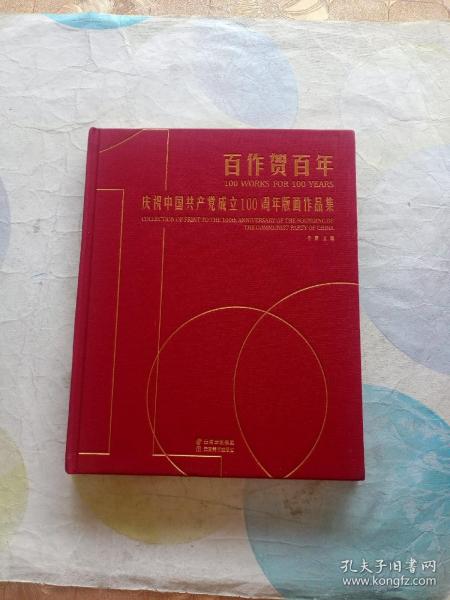 百作贺百年
100 WORKS FOR 100 YEARS
庆祝中国共产党成立100周年版画作品集
COLLECTION OF PRINT TO THE 100th ANNIVERSARY OF THE FOUNDING OF
THE COMMUNIST PARTY OF CHINA
主编
孔夫子旧书网
www.kongfz.com